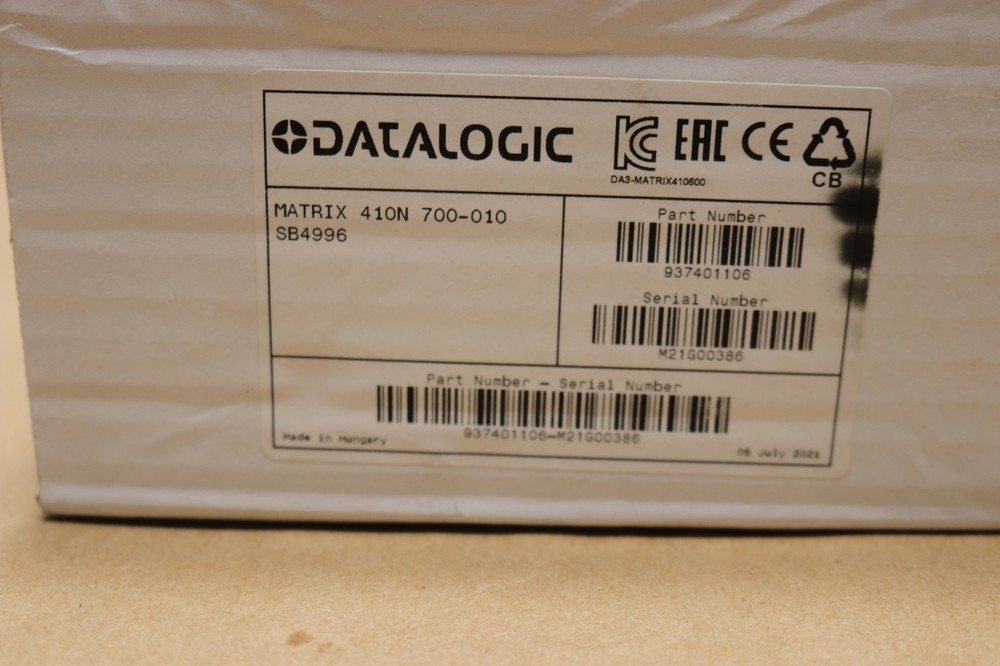 DATALOGIC
KC EAC CE
DA3-MATRIX410600
CB
MATRIX 410N 700-010
SB4996
Part Number
937401106
Serial Number
M21G00386
Part Number - Serial Number
937401106-M21G00386
Made in Hungary
July 2021